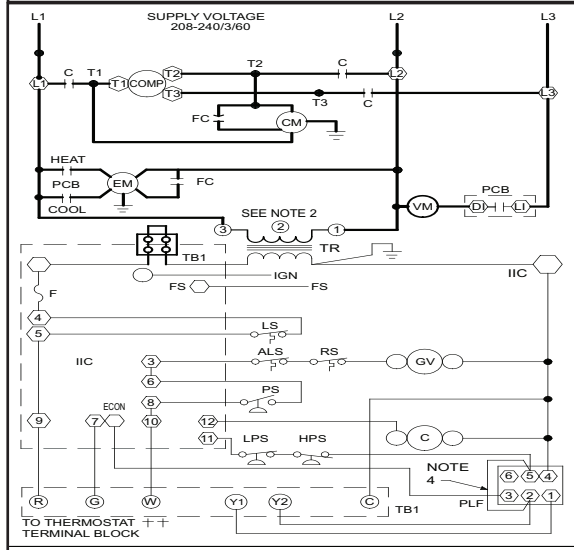 L1 SUPPLY VOLTAGE L2 L3
208-240/3/60
L1 C T1 T1 COMP T2 T2 C L2
T3 T3 C L3
FC CM
HEAT
PCB EM FC
COOL
PCB
VM DI LI
SEE NOTE 2
3 2 1
TB1 TR
IGN IIC
FS FS
F
4 LS
5
IIC 3 ALS RS GV
6
8 PS
ECON
9 7 10 12 C
11 LPS HPS
NOTE
4
6 5 4
3 2 1
PLF
R G W Y1 Y2 C TB1
TO THERMOSTAT ++
TERMINAL BLOCK